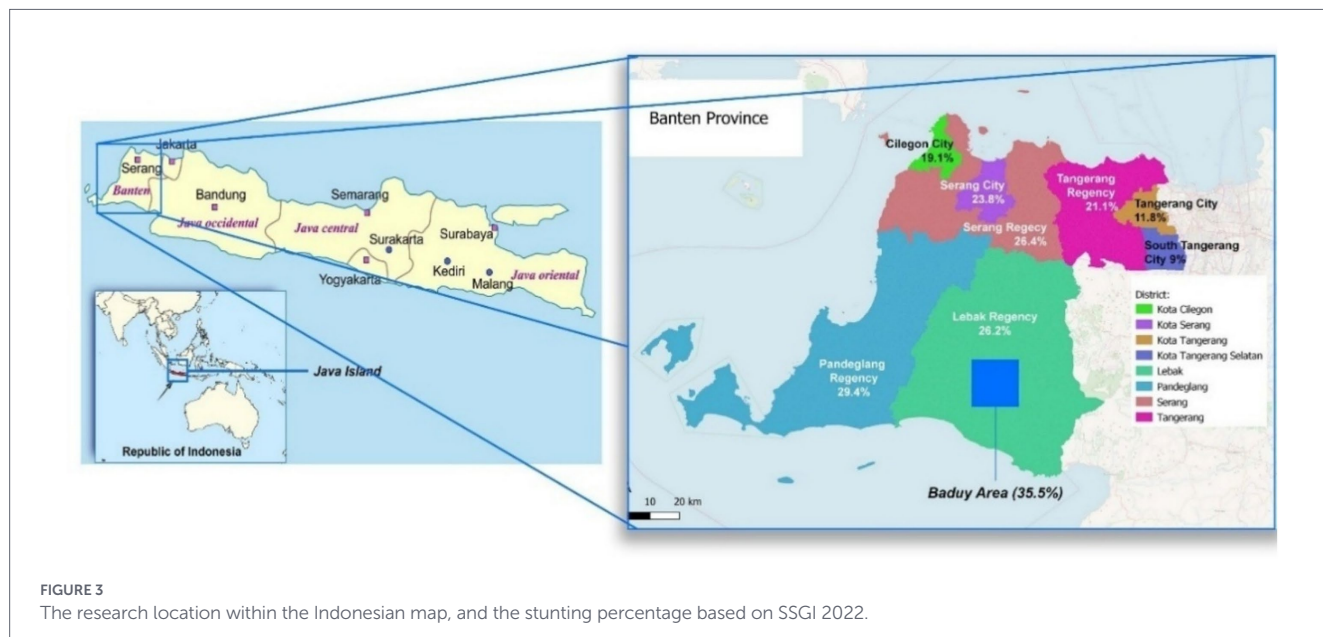 Jakarta
Serang
Banten
Bandung
Java occidental
Semarang
Java central
Surakarta
Yogyakarta
Surabaya
Kediri
Malang
Java oriental
Java Island
Republic of Indonesia
Banten Province
Cilegon City
19.1%
Serang City
23.8%
Serang Regecy
26.4%
Tangerang
Regency
21.1%
Tangerang City
11.8%
South Tangerang
City 9%
Lebak Regency
26.2%
Pandeglang
Regency
29.4%
District:
Kota Cilegon
Kota Serang
Kota Tangerang
Kota Tangerang Selatan
Lebak
Pandeglang
Serang
Tangerang
Baduy Area (35.5%)
10 20 km
FIGURE 3
The research location within the Indonesian map, and the stunting percentage based on SSGI 2022.